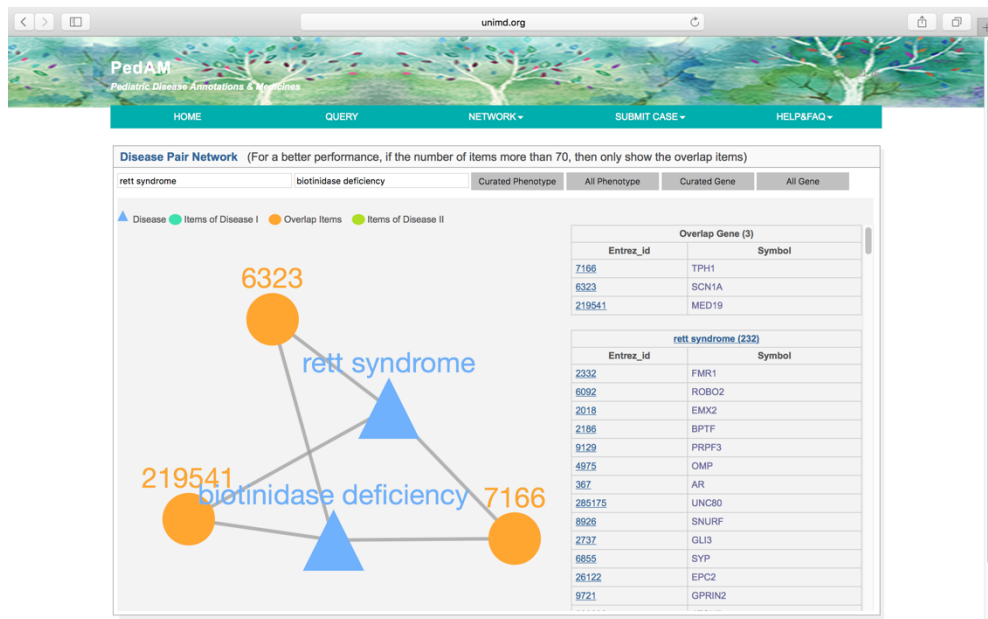 unimd.org
PedAM
Pediatric Disease Annotations & Medicines
HOME QUERY NETWORK SUBMIT CASE HELP&FAQ
Disease Pair Network (For a better performance, if the number of items more than 70, then only show the overlap items)
rett syndrome biotinidase deficiency Curated Phenotype All Phenotype Curated Gene All Gene
Disease Items of Disease I Overlap Items Items of Disease II
6323
rett syndrome
219541
biotinidase deficiency
7166
Overlap Gene (3)
Entrez_id Symbol
7166 TPH1
6323 SCN1A
219541 MED19
rett syndrome (232)
Entrez_id Symbol
2332 FMR1
6092 ROBO2
2018 EMX2
2186 BPTF
9129 PRPF3
4975 OMP
367 AR
285175 UNC80
8926 SNURF
2737 GLI3
6855 SYP
26122 EPC2
9721 GPRIN2